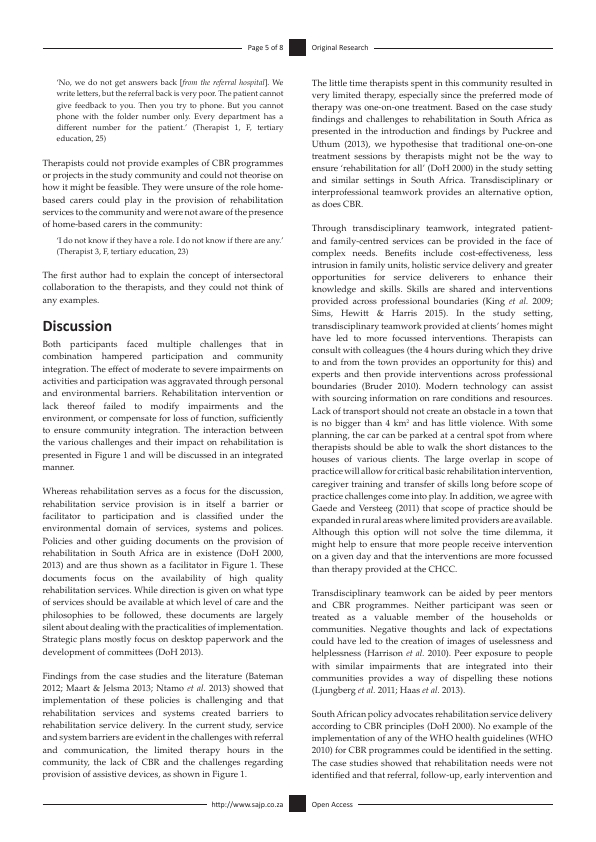 Page 5 of 8
Original Research
‘No, we do not get answers back [from the referral hospital]. We
write letters, but the referral back is very poor. The patient cannot
give feedback to you. Then you try to phone. But you cannot
phone with the folder number only. Every department has a
different number for the patient.’ (Therapist 1, F, tertiary
education, 25)
Therapists could not provide examples of CBR programmes
or projects in the study community and could not theorise on
how it might be feasible. They were unsure of the role home-
based carers could play in the provision of rehabilitation
services to the community and were not aware of the presence
of home-based carers in the community:
‘I do not know if they have a role. I do not know if there are any.’
(Therapist 3, F, tertiary education, 23)
The first author had to explain the concept of intersectoral
collaboration to the therapists, and they could not think of
any examples.
Discussion
Both participants faced multiple challenges that in
combination hampered participation and community
integration. The effect of moderate to severe impairments on
activities and participation was aggravated through personal
and environmental barriers. Rehabilitation intervention or
lack thereof failed to modify impairments and the
environment, or compensate for loss of function, sufficiently
to ensure community integration. The interaction between
the various challenges and their impact on rehabilitation is
presented in Figure 1 and will be discussed in an integrated
manner.
Whereas rehabilitation serves as a focus for the discussion,
rehabilitation service provision is in itself a barrier or
facilitator to participation and is classified under the
environmental domain of services, systems and polices.
Policies and other guiding documents on the provision of
rehabilitation in South Africa are in existence (DoH 2000,
2013) and are thus shown as a facilitator in Figure 1. These
documents focus on the availability of high quality
rehabilitation services. While direction is given on what type
of services should be available at which level of care and the
philosophies to be followed, these documents are largely
silent about dealing with the practicalities of implementation.
Strategic plans mostly focus on desktop paperwork and the
development of committees (DoH 2013).
Findings from the case studies and the literature (Bateman
2012; Maart & Jelsma 2013; Ntamo et al. 2013) showed that
implementation of these policies is challenging and that
rehabilitation services and systems created barriers to
rehabilitation service delivery. In the current study, service
and system barriers are evident in the challenges with referral
and communication, the limited therapy hours in the
community, the lack of CBR and the challenges regarding
provision of assistive devices, as shown in Figure 1.
The little time therapists spent in this community resulted in
very limited therapy, especially since the preferred mode of
therapy was one-on-one treatment. Based on the case study
findings and challenges to rehabilitation in South Africa as
presented in the introduction and findings by Puckree and
Uthum (2013), we hypothesise that traditional one-on-one
treatment sessions by therapists might not be the way to
ensure ‘rehabilitation for all’ (DoH 2000) in the study setting
and similar settings in South Africa. Transdisciplinary or
interprofessional teamwork provides an alternative option,
as does CBR.
Through transdisciplinary teamwork, integrated patient-
and family-centred services can be provided in the face of
complex needs. Benefits include cost-effectiveness, less
intrusion in family units, holistic service delivery and greater
opportunities for service deliverers to enhance their
knowledge and skills. Skills are shared and interventions
provided across professional boundaries (King et al. 2009;
Sims, Hewitt & Harris 2015). In the study setting,
transdisciplinary teamwork provided at clients’ homes might
have led to more focussed interventions. Therapists can
consult with colleagues (the 4 hours during which they drive
to and from the town provides an opportunity for this) and
experts and then provide interventions across professional
boundaries (Bruder 2010). Modern technology can assist
with sourcing information on rare conditions and resources.
Lack of transport should not create an obstacle in a town that
is no bigger than 4 km² and has little violence. With some
planning, the car can be parked at a central spot from where
therapists should be able to walk the short distances to the
houses of various clients. The large overlap in scope of
practice will allow for critical basic rehabilitation intervention,
caregiver training and transfer of skills long before scope of
practice challenges come into play. In addition, we agree with
Gaede and Versteeg (2011) that scope of practice should be
expanded in rural areas where limited providers are available.
Although this option will not solve the time dilemma, it
might help to ensure that more people receive intervention
on a given day and that the interventions are more focussed
than therapy provided at the CHCC.
Transdisciplinary teamwork can be aided by peer mentors
and CBR programmes. Neither participant was seen or
treated as a valuable member of the households or
communities. Negative thoughts and lack of expectations
could have led to the creation of images of uselessness and
helplessness (Harrison et al. 2010). Peer exposure to people
with similar impairments that are integrated into their
communities provides a way of dispelling these notions
(Ljungberg et al. 2011; Haas et al. 2013).
South African policy advocates rehabilitation service delivery
according to CBR principles (DoH 2000). No example of the
implementation of any of the WHO health guidelines (WHO
2010) for CBR programmes could be identified in the setting.
The case studies showed that rehabilitation needs were not
identified and that referral, follow-up, early intervention and
http://www.sajp.co.za
Open Access